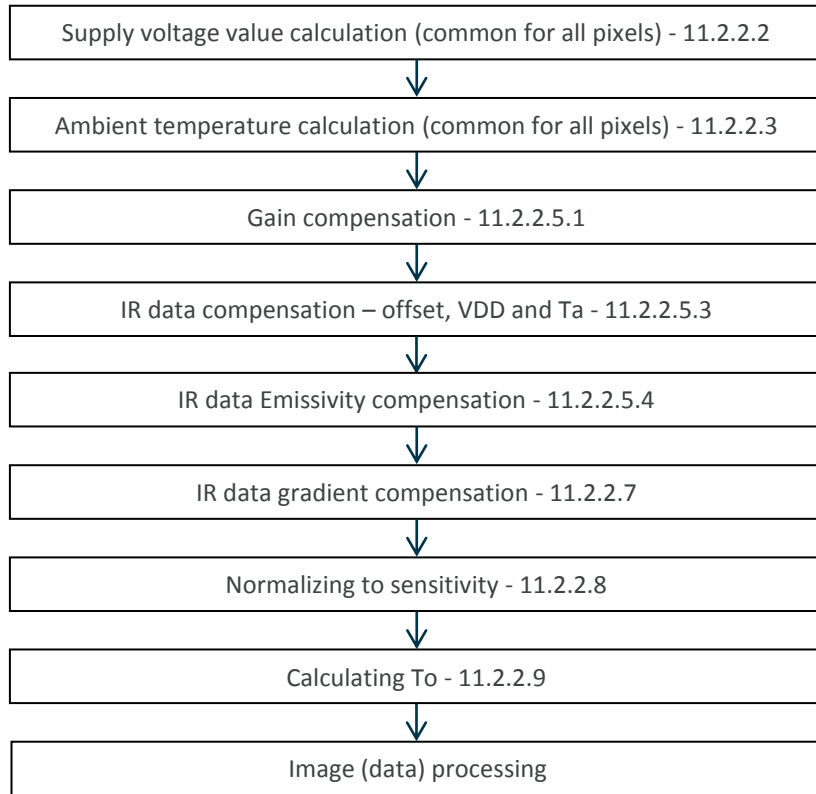 Supply voltage value calculation (common for all pixels) - 11.2.2.2
Ambient temperature calculation (common for all pixels) - 11.2.2.3
Gain compensation - 11.2.2.5.1
IR data compensation – offset, VDD and Ta - 11.2.2.5.3
IR data Emissivity compensation - 11.2.2.5.4
IR data gradient compensation - 11.2.2.7
Normalizing to sensitivity - 11.2.2.8
Calculating To - 11.2.2.9
Image (data) processing